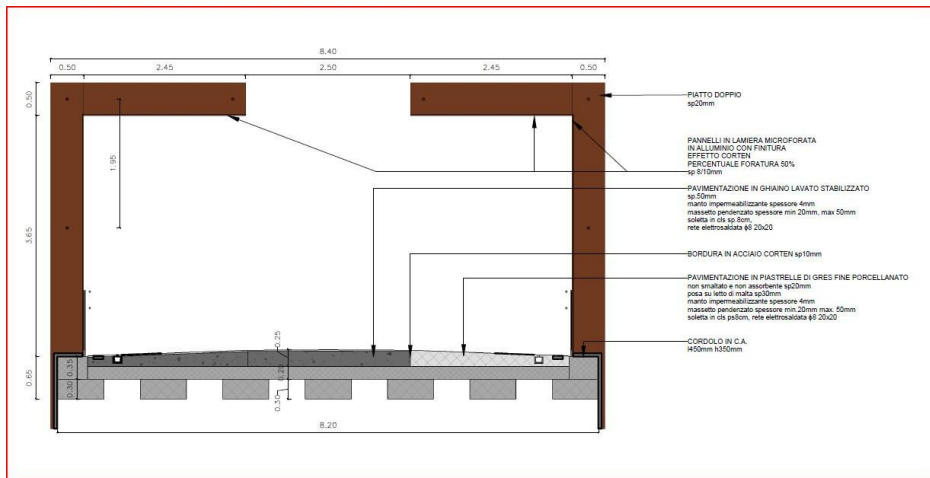 8.40
0.50 2.45 2.50 2.45 0.50
0.50
PIATTO DOPPIO
sp20mm
PANNELLI IN LAMIERA MICROFORATA
IN ALLUMINIO CON FINITURA
EFFETTO CORTEN
PERCENTUALE FORATURA 50%
sp 8/10mm
1.95
PAVIMENTAZIONE IN GHIAINO LAVATO STABILIZZATO
sp.50mm
manto impermeabilizzante spessore 4mm
massetto pendenzato spessore min 20mm, max 50mm
soletta in cls sp.8cm,
rete elettrosaldata ϕ8 20x20
3.65
BORDURA IN ACCIAIO CORTEN sp10mm
PAVIMENTAZIONE IN PIASTRELLE DI GRES FINE PORCELLANATO
non smaltato e non assorbente sp20mm
posa su letto di malta sp30mm
manto impermeabilizzante spessore 4mm
massetto pendenzato spessore min.20mm max. 50mm
soletta in cls ps8cm, rete elettrosaldata ϕ8 20x20
0.25
CORDOLO IN C.A.
l450mm h350mm
0.65
0.35
0.20
0.30
0.30
8.20